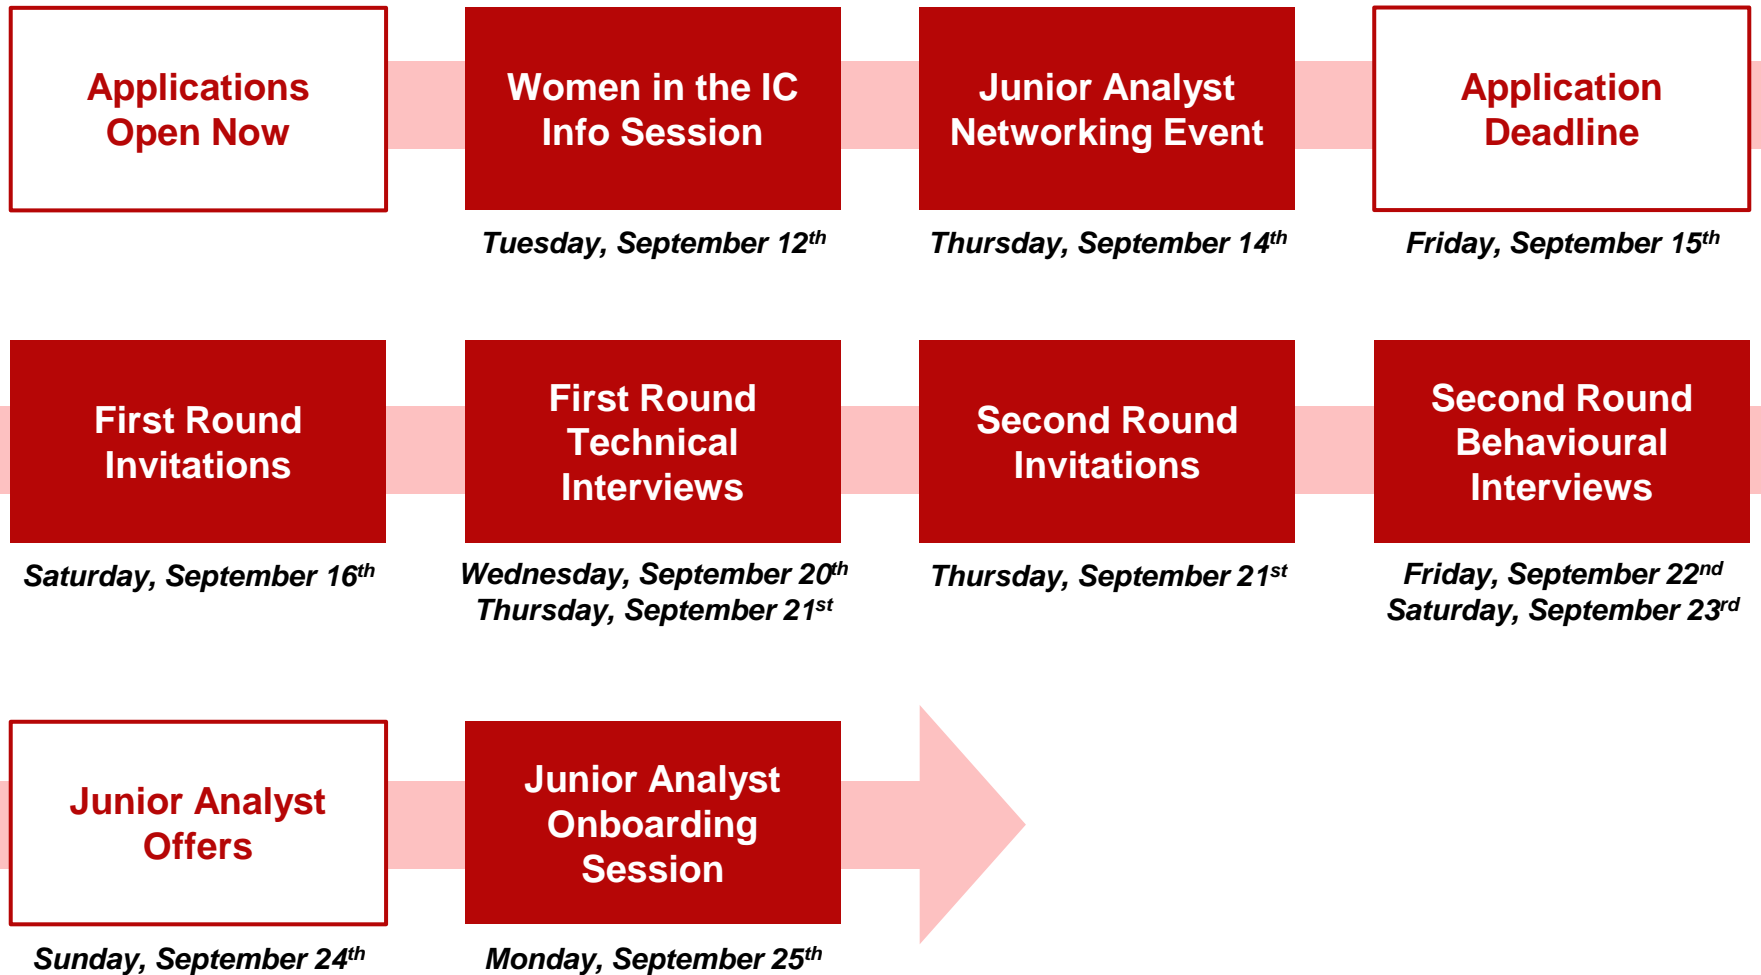 Applications
Open Now
Women in the IC
Info Session
Tuesday, September 12th
Junior Analyst
Networking Event
Thursday, September 14th
Application
Deadline
Friday, September 15th
First Round
Invitations
Saturday, September 16th
First Round
Technical
Interviews
Wednesday, September 20th
Thursday, September 21st
Second Round
Invitations
Thursday, September 21st
Second Round
Behavioural
Interviews
Friday, September 22nd
Saturday, September 23rd
Junior Analyst
Offers
Sunday, September 24th
Junior Analyst
Onboarding
Session
Monday, September 25th